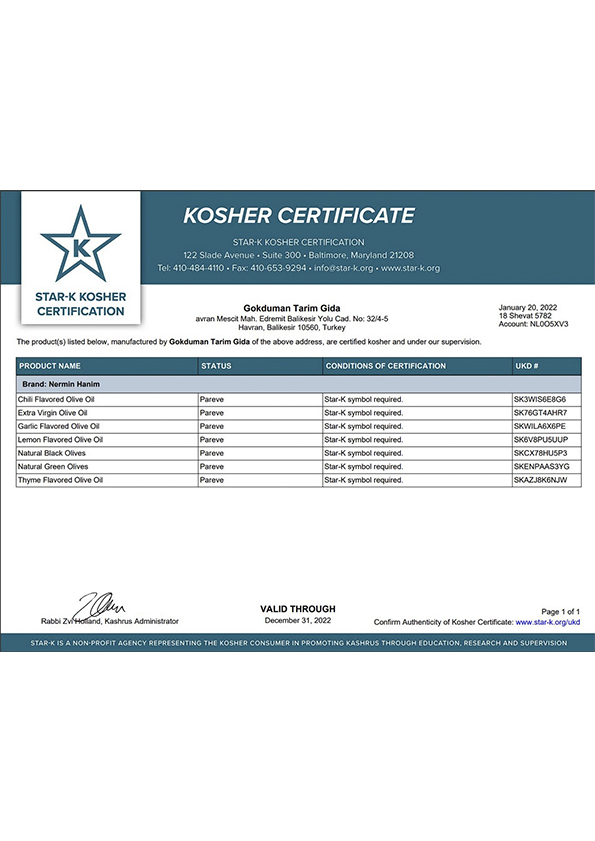 K
STAR-K KOSHER
CERTIFICATION
KOSHER CERTIFICATE
STAR-K KOSHER CERTIFICATION
122 Slade Avenue • Suite 300 • Baltimore, Maryland 21208
Tel: 410-484-4110 • Fax: 410-653-9294 • info@star-k.org • www.star-k.org
Gokduman Tarim Gida
avran Mescit Mah. Edremit Balikesir Yolu Cad. No: 32/4-5
Havran, Balikesir 10560, Turkey
January 20, 2022
18 Shevat 5782
Account: NL0O5XV3
The product(s) listed below, manufactured by Gokduman Tarim Gida of the above address, are certified kosher and under our supervision.
PRODUCT NAME STATUS CONDITIONS OF CERTIFICATION UKD #
Brand: Nermin Hanim
Chili Flavored Olive Oil Pareve Star-K symbol required. SK3WIS6E8G6
Extra Virgin Olive Oil Pareve Star-K symbol required. SK76GT4AHR7
Garlic Flavored Olive Oil Pareve Star-K symbol required. SKWILA6X6PE
Lemon Flavored Olive Oil Pareve Star-K symbol required. SK6V8PU5UUP
Natural Black Olives Pareve Star-K symbol required. SKCX78HU5P3
Natural Green Olives Pareve Star-K symbol required. SKENPAAS3YG
Thyme Flavored Olive Oil Pareve Star-K symbol required. SKAZJ8K6NJW
Rabbi Zvi Holland, Kashrus Administrator
VALID THROUGH
December 31, 2022
Page 1 of 1
Confirm Authenticity of Kosher Certificate: www.star-k.org/ukd
STAR-K IS A NON-PROFIT AGENCY REPRESENTING THE KOSHER CONSUMER IN PROMOTING KASHRUS THROUGH EDUCATION, RESEARCH AND SUPERVISION